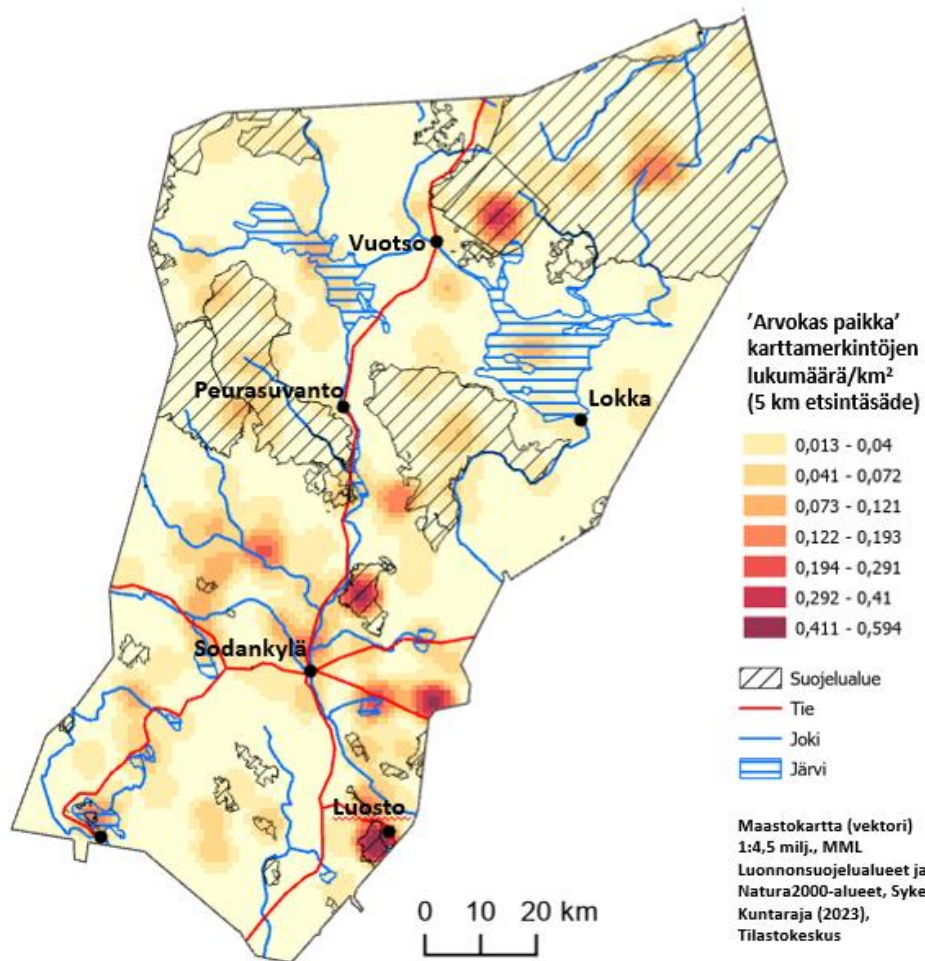 Vuotso
Peurasuvanto
Lokka
Sodankylä
Luosto
0 10 20 km
'Arvokas paikka'
karttamerkintöjen
lukumäärä/km²
(5 km etsintäsäde)
0,013 - 0,04
0,041 - 0,072
0,073 - 0,121
0,122 - 0,193
0,194 - 0,291
0,292 - 0,41
0,411 - 0,594
Suojelualue
Tie
Joki
Järvi
Maastokartta (vektori)
1:4,5 milj., MML
Luonnonsuojelualueet ja
Natura2000-alueet, Syke
Kuntaraja (2023),
Tilastokeskus